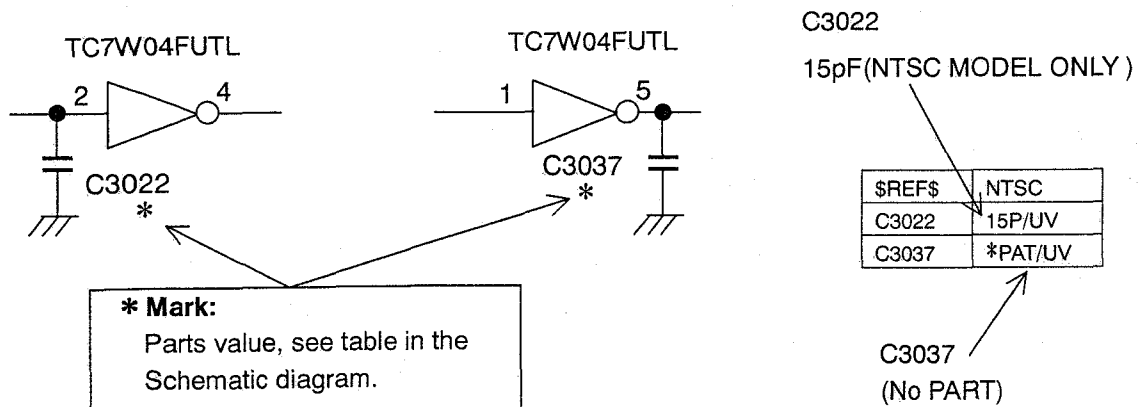 TC7W04FUTL
2
4
C3022
*
TC7W04FUTL
1
5
C3037
*
* Mark:
Parts value, see table in the
Schematic diagram.
C3022
15pF(NTSC MODEL ONLY )
$REF$ NTSC
C3022 15P/UV
C3037 *PAT/UV
C3037
(No PART)